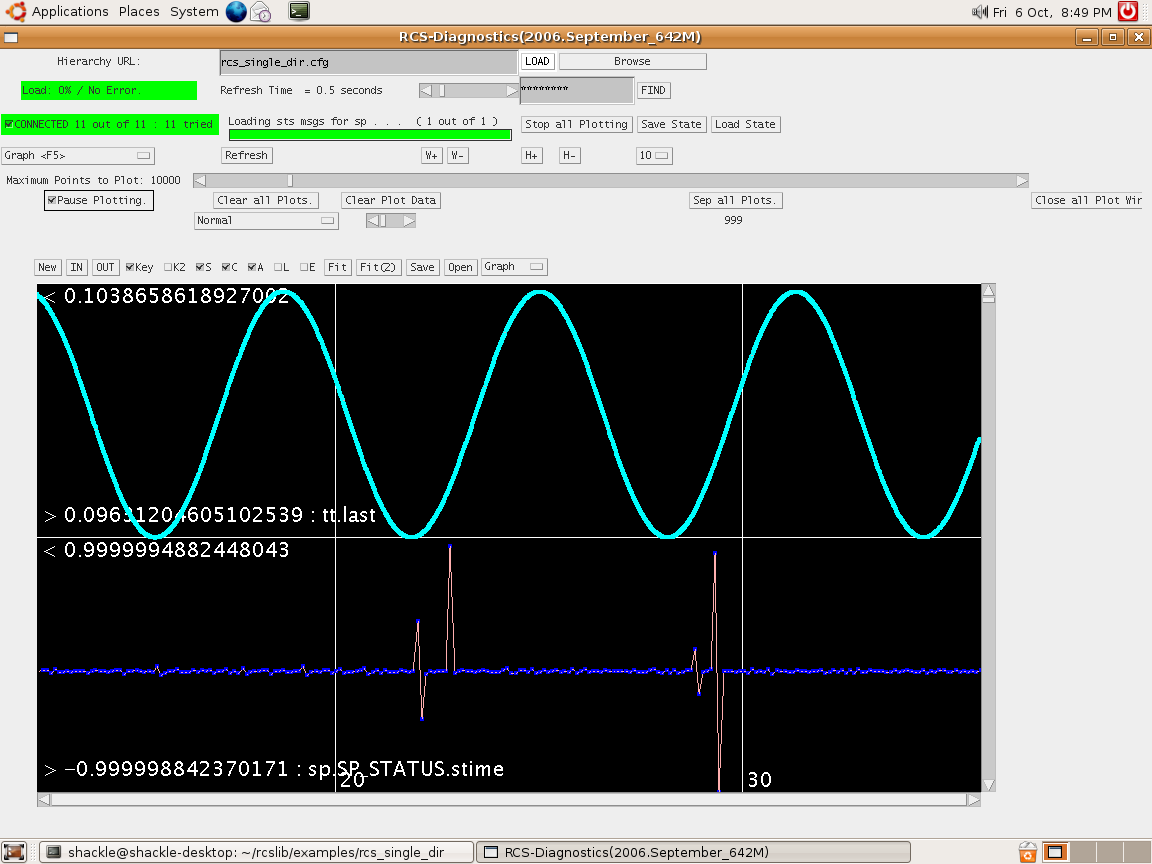 Applications Places System Fri 6 Oct, 8:49 PM
RCS-Diagnostics(2006.September_642M)
Hierarchy URL: rcs_single_dir.cfg LOAD Browse
Load: 0% / No Error. Refresh Time = 0.5 seconds ******** FIND
CONNECTED 11 out of 11 : 11 tried Loading sts msgs for sp . . . ( 1 out of 1 ) Stop all Plotting Save State Load State
Graph <F5> Refresh W+ W- H+ H- 10
Maximum Points to Plot: 10000
Pause Plotting. Clear all Plots. Clear Plot Data Sep all Plots. Close all Plot Wir
Normal 999
New IN OUT Key K2 S C A L E Fit Fit(2) Save Open Graph
< 0.1038658618927002
> 0.09631204605102539 : tt.last
< 0.9999994882448043
> −0.999998842370171 : sp.SP_STATUS.stime
20 30
shackle@shackle-desktop: ~/rcslib/examples/rcs_single_dir RCS-Diagnostics(2006.September_642M)